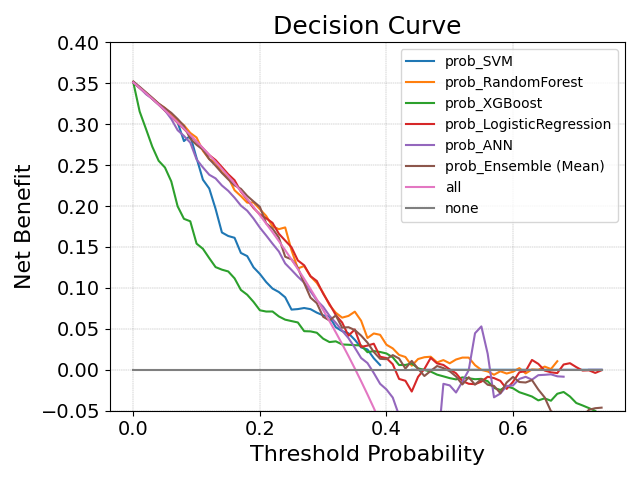 Decision Curve
0.40
0.35
0.30
0.25
0.20
0.15
0.10
0.05
0.00
−0.05
Net Benefit
prob_SVM
prob_RandomForest
prob_XGBoost
prob_LogisticRegression
prob_ANN
prob_Ensemble (Mean)
all
none
0.0
0.2
0.4
0.6
Threshold Probability